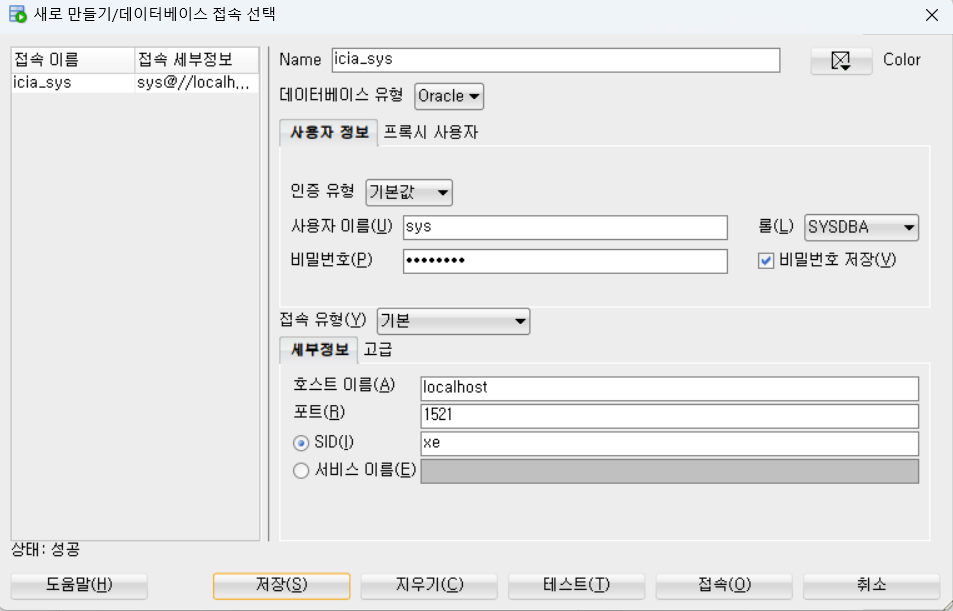 새로 만들기/데이터베이스 접속 선택
접속 이름 접속 세부정보
icia_sys sys@//localh...
Name icia_sys Color
데이터베이스 유형 Oracle
사용자 정보 프록시 사용자
인증 유형 기본값
사용자 이름(U) sys 롤(L) SYSDBA
비밀번호(P) •••••••• 비밀번호 저장(V)
접속 유형(Y) 기본
세부정보 고급
호스트 이름(A) localhost
포트(R) 1521
SID(I) xe
서비스 이름(E)
상태: 성공
도움말(H) 저장(S) 지우기(C) 테스트(T) 접속(O) 취소